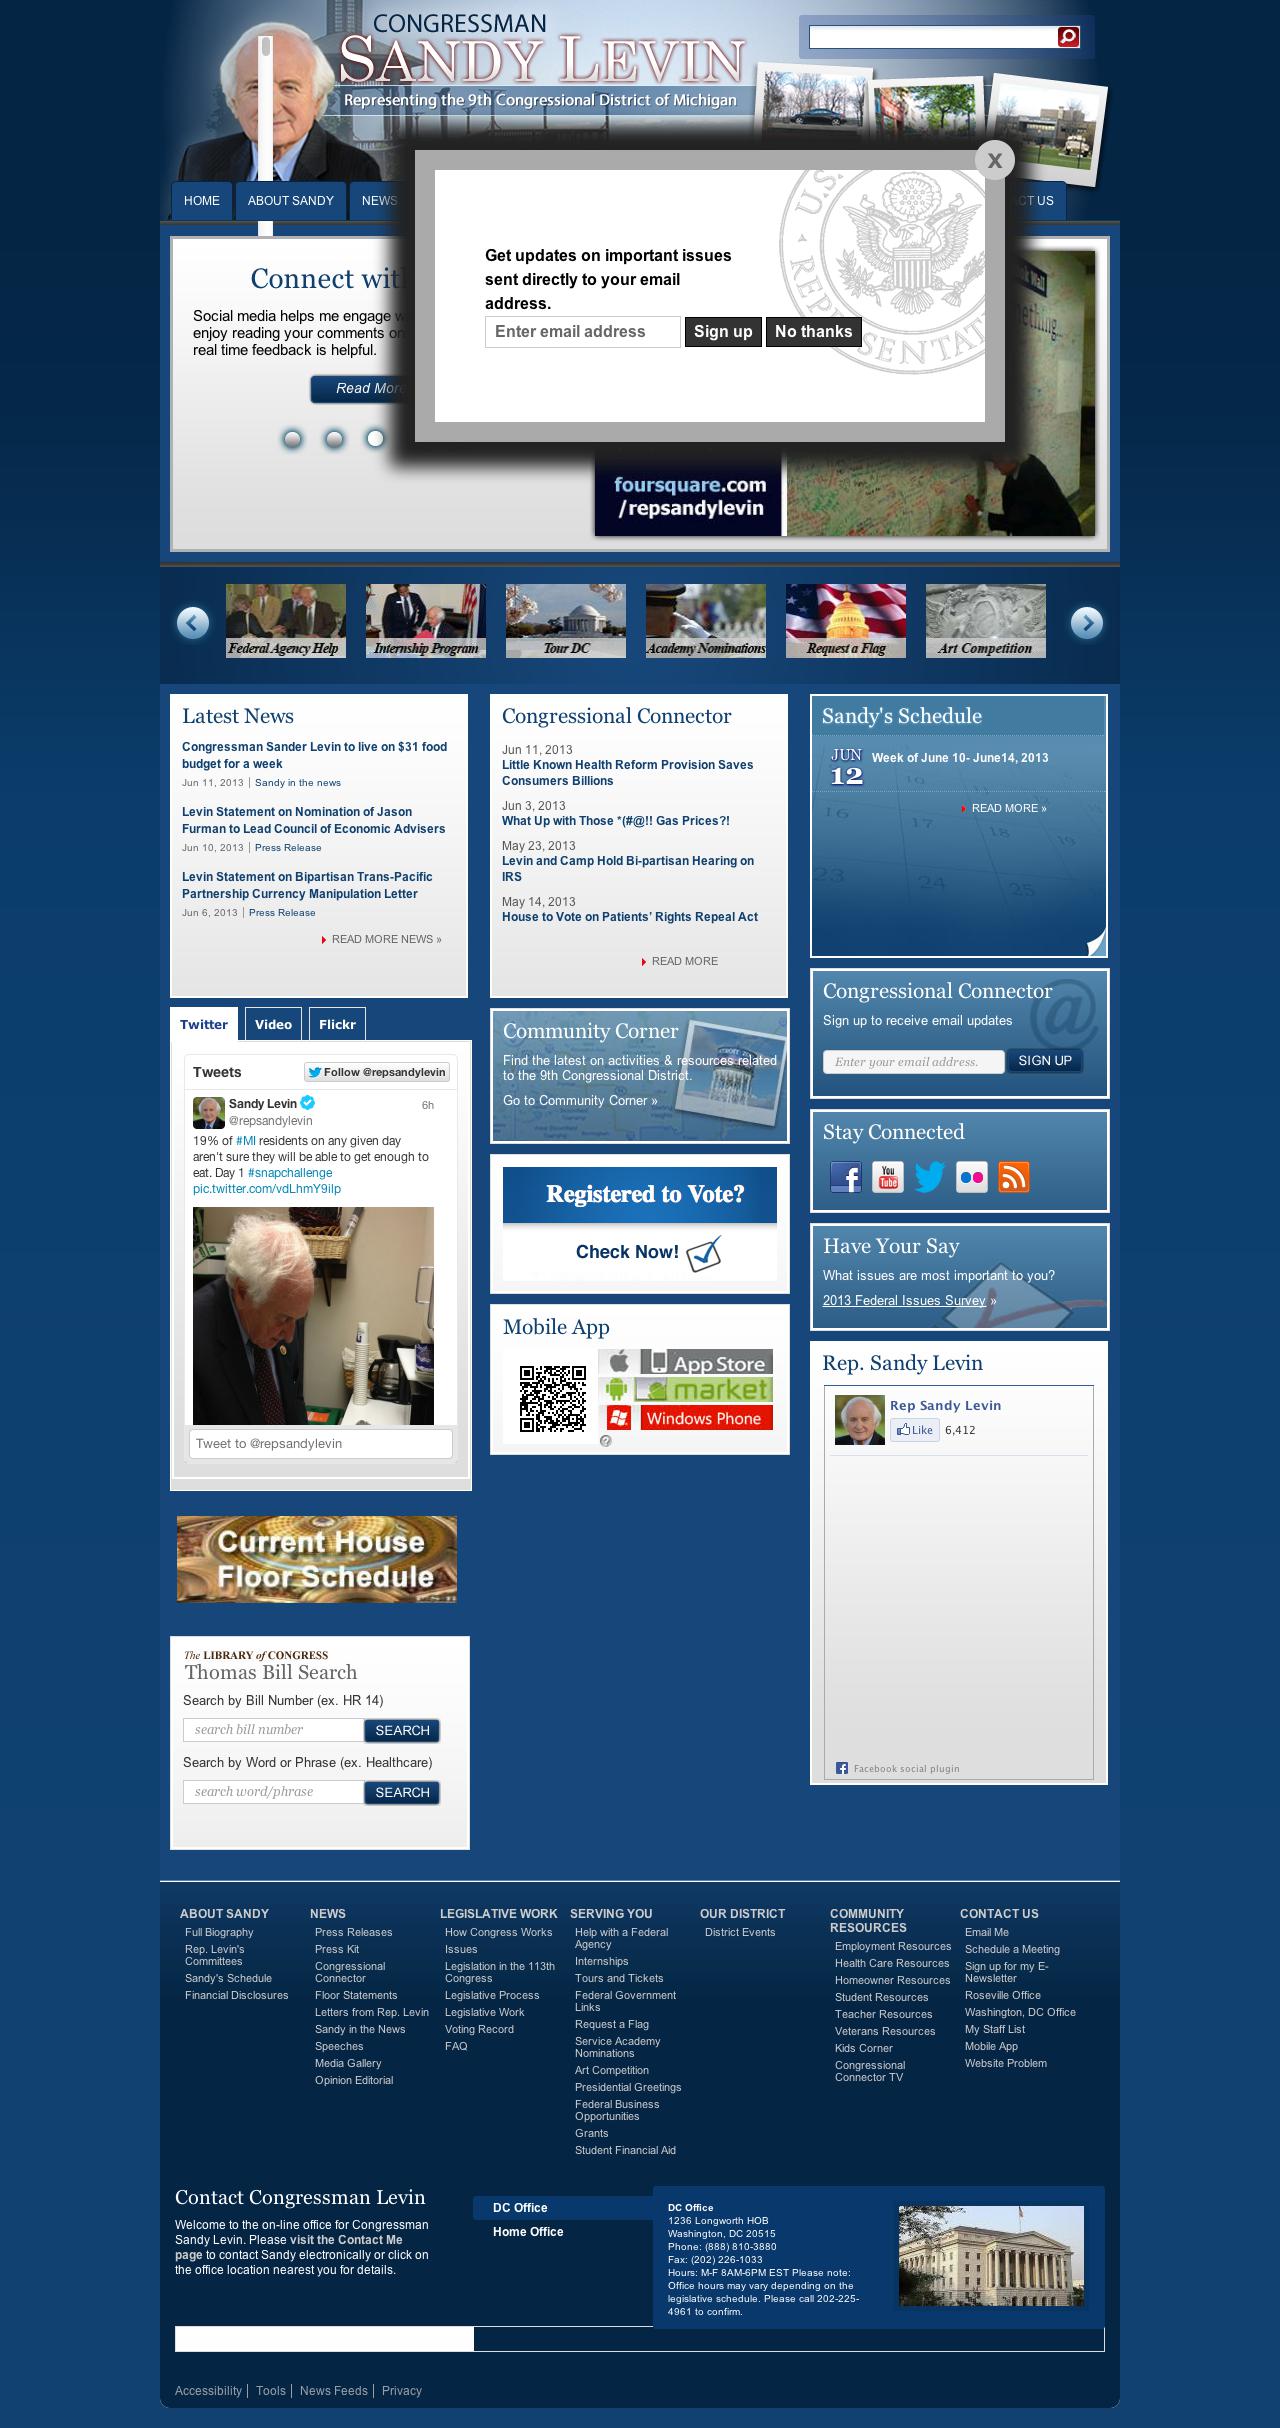 CONGRESSMAN
SANDY LEVIN
Representing the 9th Congressional District of Michigan
HOME
ABOUT SANDY
NEWS
US
x
Get updates on important issues
sent directly to your email
address.
Enter email address
Sign up
No thanks
Connect
Social media helps me engage
enjoy reading your comments on
real time feedback is helpful.
Read More
foursquare.com
/repsandylevin
Federal Agency Help
Internship Program
Tour DC
Academy Nominations
Request a Flag
Art Competition
Latest News
Congressman Sander Levin to live on $31 food
budget for a week
Jun 11, 2013 | Sandy in the news
Levin Statement on Nomination of Jason
Furman to Lead Council of Economic Advisers
Jun 10, 2013 | Press Release
Levin Statement on Bipartisan Trans-Pacific
Partnership Currency Manipulation Letter
Jun 6, 2013 | Press Release
READ MORE NEWS »
Congressional Connector
Jun 11, 2013
Little Known Health Reform Provision Saves
Consumers Billions
Jun 3, 2013
What Up with Those *(#@!! Gas Prices?!
May 23, 2013
Levin and Camp Hold Bi-partisan Hearing on
IRS
May 14, 2013
House to Vote on Patients' Rights Repeal Act
READ MORE
Sandy's Schedule
JUN
12
Week of June 10- June14, 2013
READ MORE »
Congressional Connector
Sign up to receive email updates
Enter your email address.
SIGN UP
Stay Connected
You
Tube
Have Your Say
What issues are most important to you?
2013 Federal Issues Survey »
Rep. Sandy Levin
Rep Sandy Levin
Like 6,412
Facebook social plugin
Twitter
Video
Flickr
Tweets
Follow @repsandylevin
Sandy Levin
6h
@repsandylevin
19% of #MI residents on any given day
aren't sure they will be able to get enough to
eat. Day 1 #snapchallenge
pic.twitter.com/vdLhmY9ilp
Tweet to @repsandylevin
Community Corner
Find the latest on activities & resources related
to the 9th Congressional District.
Go to Community Corner »
Registered to Vote?
Check Now!
Mobile App
App Store
market
Windows Phone
Current House
Floor Schedule
The LIBRARY of CONGRESS
Thomas Bill Search
Search by Bill Number (ex. HR 14)
search bill number
SEARCH
Search by Word or Phrase (ex. Healthcare)
search word/phrase
SEARCH
ABOUT SANDY
Full Biography
Rep. Levin's
Committees
Sandy's Schedule
Financial Disclosures
NEWS
Press Releases
Press Kit
Congressional
Connector
Floor Statements
Letters from Rep. Levin
Sandy in the News
Speeches
Media Gallery
Opinion Editorial
LEGISLATIVE WORK
How Congress Works
Issues
Legislation in the 113th
Congress
Legislative Process
Legislative Work
Voting Record
FAQ
SERVING YOU
Help with a Federal
Agency
Internships
Tours and Tickets
Federal Government
Links
Request a Flag
Service Academy
Nominations
Art Competition
Presidential Greetings
Federal Business
Opportunities
Grants
Student Financial Aid
OUR DISTRICT
District Events
COMMUNITY
RESOURCES
Employment Resources
Health Care Resources
Homeowner Resources
Student Resources
Teacher Resources
Veterans Resources
Kids Corner
Congressional
Connector TV
CONTACT US
Email Me
Schedule a Meeting
Sign up for my E-
Newsletter
Roseville Office
Washington, DC Office
My Staff List
Mobile App
Website Problem
Contact Congressman Levin
Welcome to the on-line office for Congressman
Sandy Levin. Please visit the Contact Me
page to contact Sandy electronically or click on
the office location nearest you for details.
DC Office
Home Office
DC Office
1236 Longworth HOB
Washington, DC 20515
Phone: (888) 810-3880
Fax: (202) 226-1033
Hours: M-F 8AM-6PM EST Please note:
Office hours may vary depending on the
legislative schedule. Please call 202-225-
4961 to confirm.
Accessibility | Tools | News Feeds | Privacy